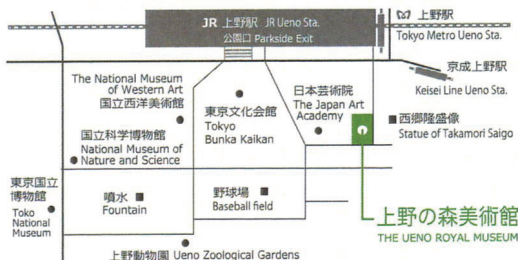 JR 上野駅 JR Ueno Sta.
公園口 Parkside Exit
上野駅
Tokyo Metro Ueno Sta.
京成上野駅
Keisei Line Ueno Sta.
The National Museum
of Western Art
国立西洋美術館
東京文化会館
Tokyo
Bunka Kaikan
日本芸術院
The Japan Art
Academy
西郷隆盛像
Statue of Takamori Saigo
国立科学博物館
National Museum of
Nature and Science
東京国立
博物館
Toko
National
Museum
噴水
Fountain
野球場
Baseball field
上野の森美術館
THE UENO ROYAL MUSEUM
上野動物園 Ueno Zoological Gardens